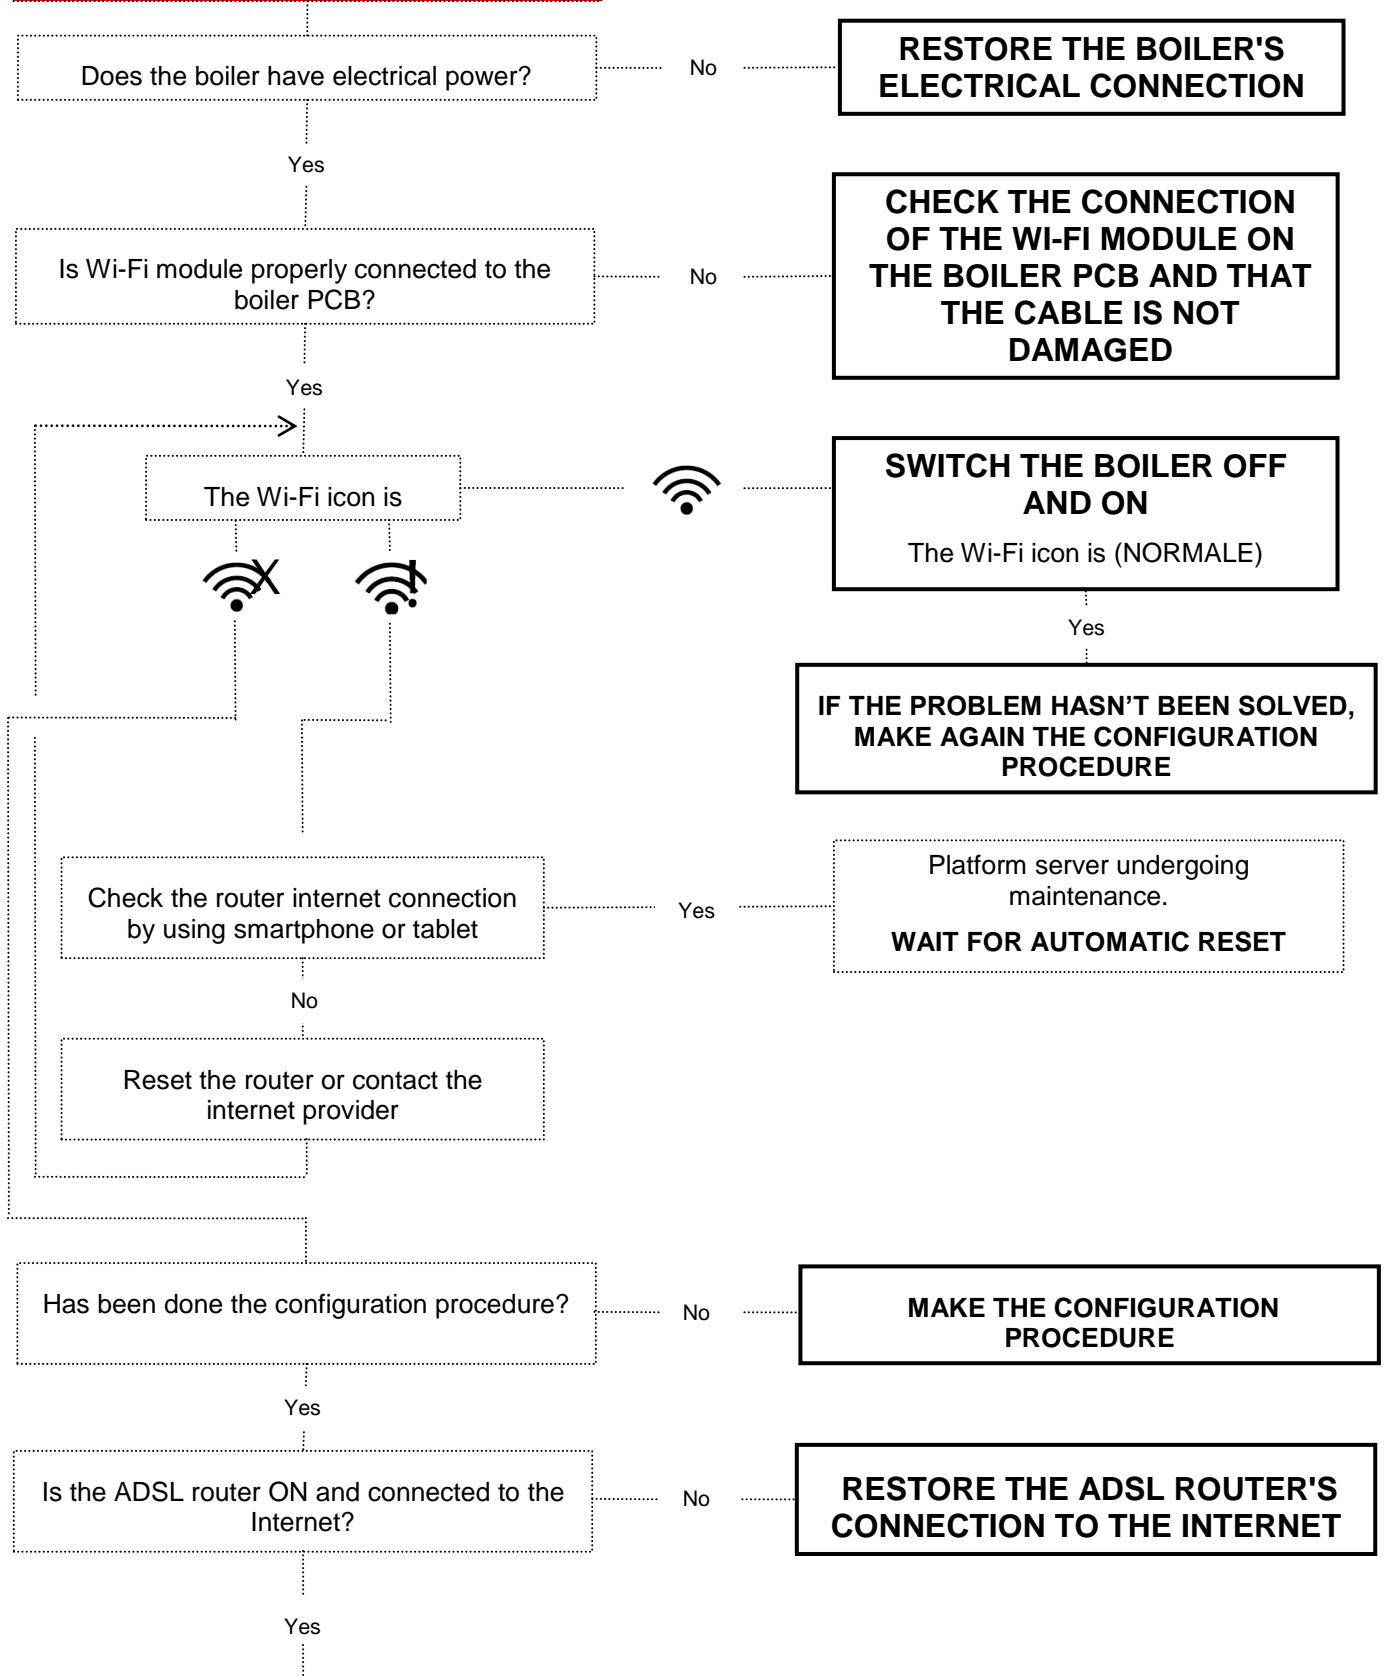 Does the boiler have electrical power?
No
RESTORE THE BOILER'S
ELECTRICAL CONNECTION
Yes
Is Wi-Fi module properly connected to the
boiler PCB?
No
CHECK THE CONNECTION
OF THE WI-FI MODULE ON
THE BOILER PCB AND THAT
THE CABLE IS NOT
DAMAGED
Yes
The Wi-Fi icon is
SWITCH THE BOILER OFF
AND ON
The Wi-Fi icon is (NORMALE)
X
!
Yes
IF THE PROBLEM HASN'T BEEN SOLVED,
MAKE AGAIN THE CONFIGURATION
PROCEDURE
Check the router internet connection
by using smartphone or tablet
Yes
Platform server undergoing
maintenance.
WAIT FOR AUTOMATIC RESET
No
Reset the router or contact the
internet provider
Has been done the configuration procedure?
No
MAKE THE CONFIGURATION
PROCEDURE
Yes
Is the ADSL router ON and connected to the
Internet?
No
RESTORE THE ADSL ROUTER'S
CONNECTION TO THE INTERNET
Yes